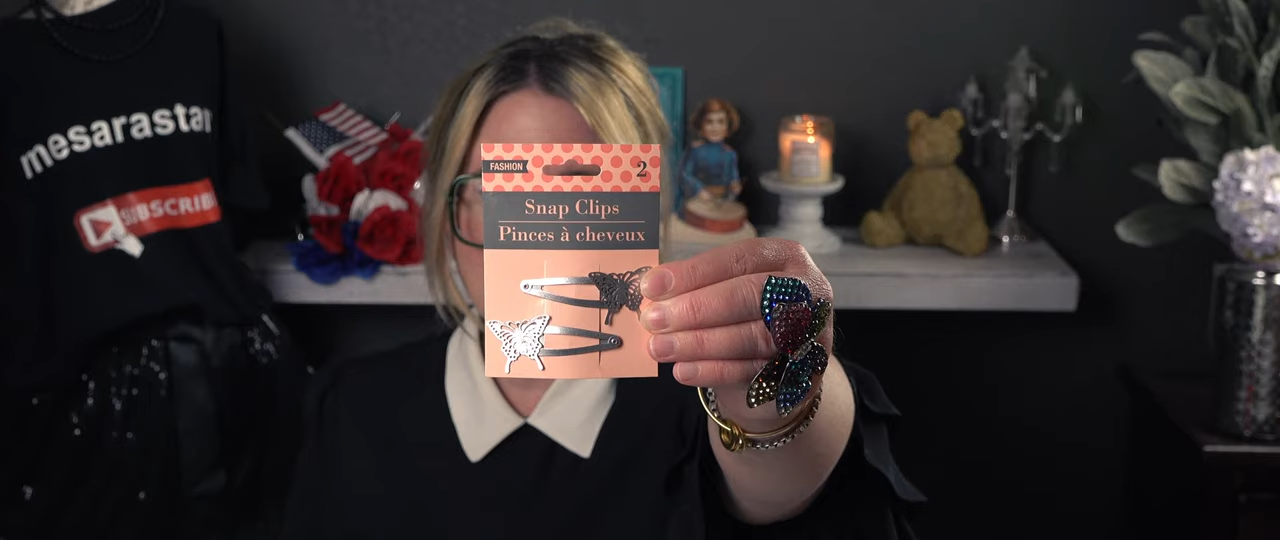 mesarastar
SUBSCRIBE
FASHION
2
Snap Clips
Pinces à cheveux